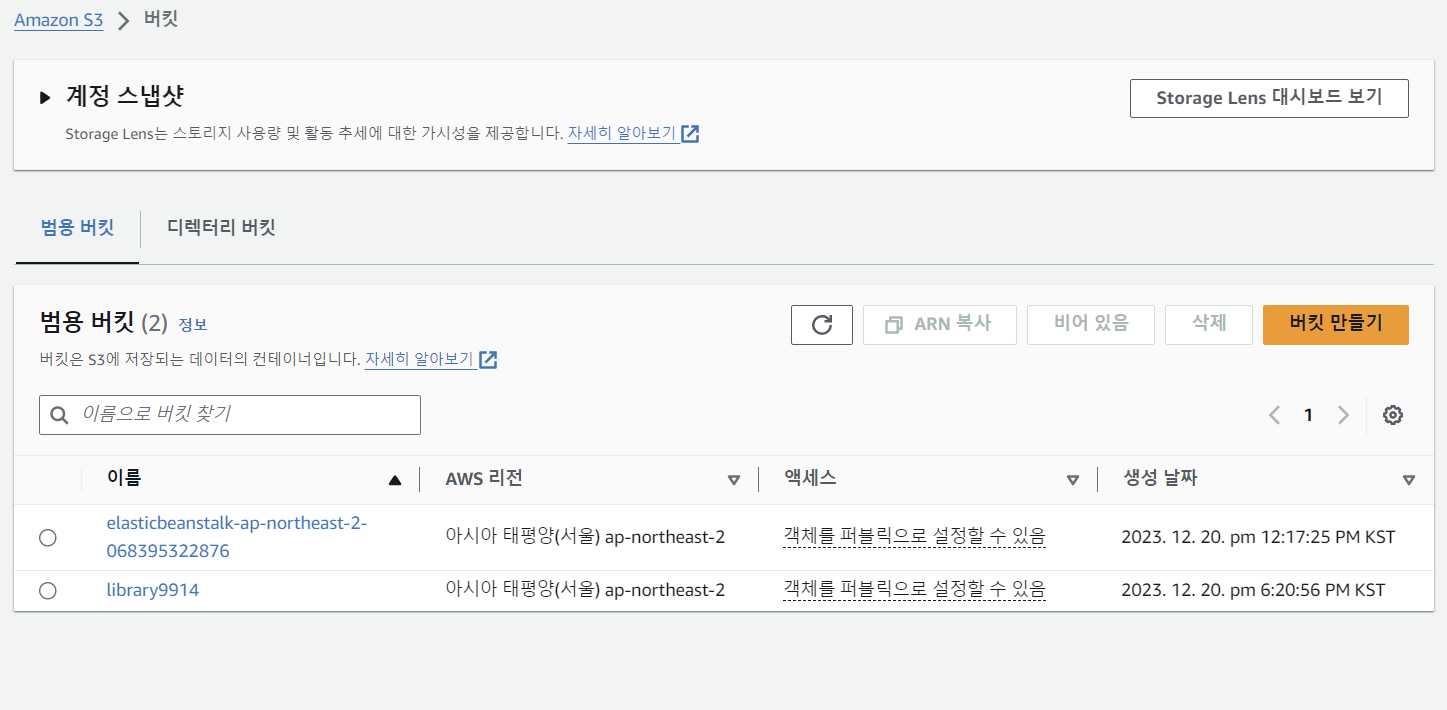 Amazon S3 > 버킷
계정 스냅샷
Storage Lens 대시보드 보기
Storage Lens는 스토리지 사용량 및 활동 추세에 대한 가시성을 제공합니다. 자세히 알아보기
범용 버킷 디렉터리 버킷
범용 버킷 (2) 정보
ARN 복사 비어 있음 삭제 버킷 만들기
버킷은 S3에 저장되는 데이터의 컨테이너입니다. 자세히 알아보기
이름으로 버킷 찾기
1
이름 AWS 리전 액세스 생성 날짜
elasticbeanstalk-ap-northeast-2-
068395322876
아시아 태평양(서울) ap-northeast-2 객체를 퍼블릭으로 설정할 수 있음 2023. 12. 20. pm 12:17:25 PM KST
library9914 아시아 태평양(서울) ap-northeast-2 객체를 퍼블릭으로 설정할 수 있음 2023. 12. 20. pm 6:20:56 PM KST